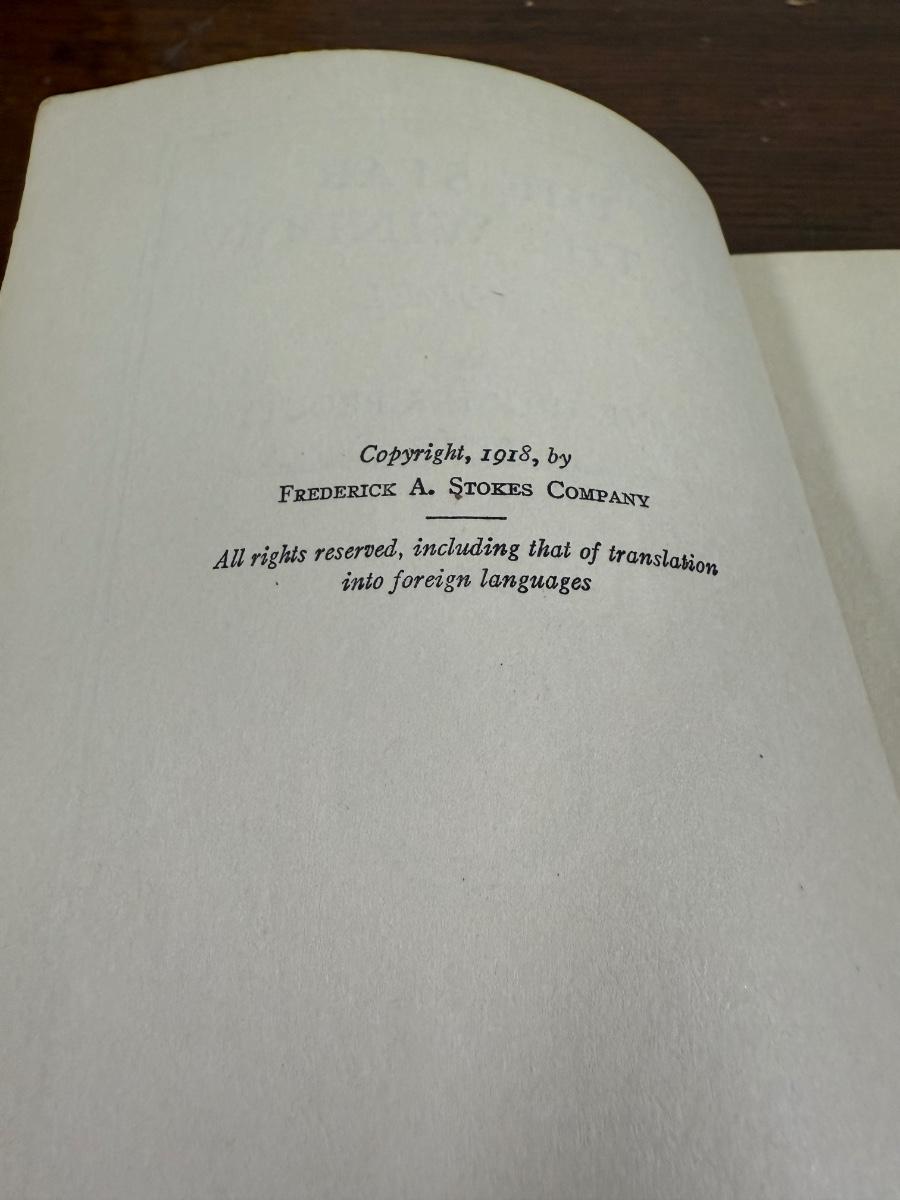 Copyright, 1918, by
FREDERICK A. STOKES COMPANY
All rights reserved, including that of translation
into foreign languages